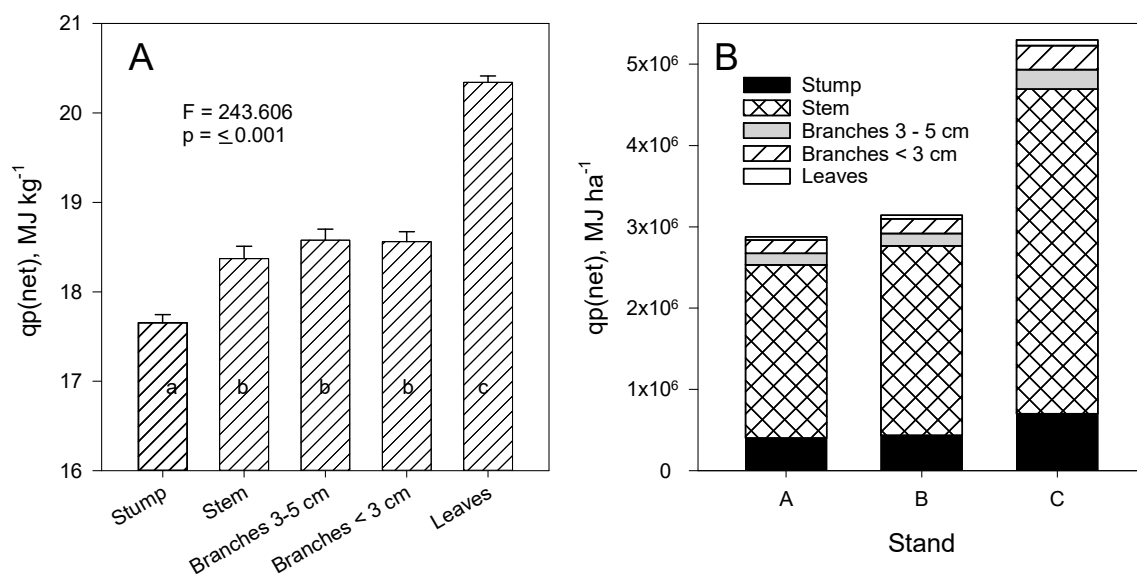 A
F = 243.606
p = ≤ 0.001
qp(net), MJ kg⁻¹
21
20
19
18
17
16
a
b
b
b
c
Stump
Stem
Branches 3-5 cm
Branches < 3 cm
Leaves
B
Stump
Stem
Branches 3 - 5 cm
Branches < 3 cm
Leaves
qp(net), MJ ha⁻¹
5x10⁶
4x10⁶
3x10⁶
2x10⁶
1x10⁶
0
A
B
C
Stand